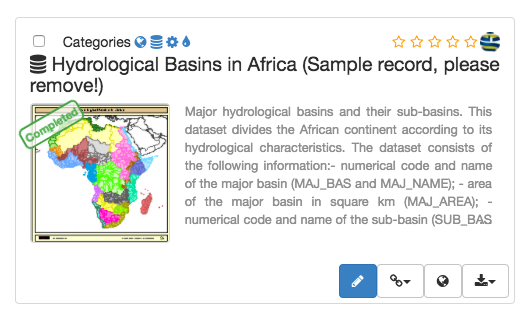 Categories
Hydrological Basins in Africa (Sample record, please
remove!)
Completed
Major hydrological basins and their sub-basins. This
dataset divides the African continent according to its
hydrological characteristics. The dataset consists of
the following information:- numerical code and name
of the major basin (MAJ_BAS and MAJ_NAME); - area
of the major basin in square km (MAJ_AREA); -
numerical code and name of the sub-basin (SUB_BAS